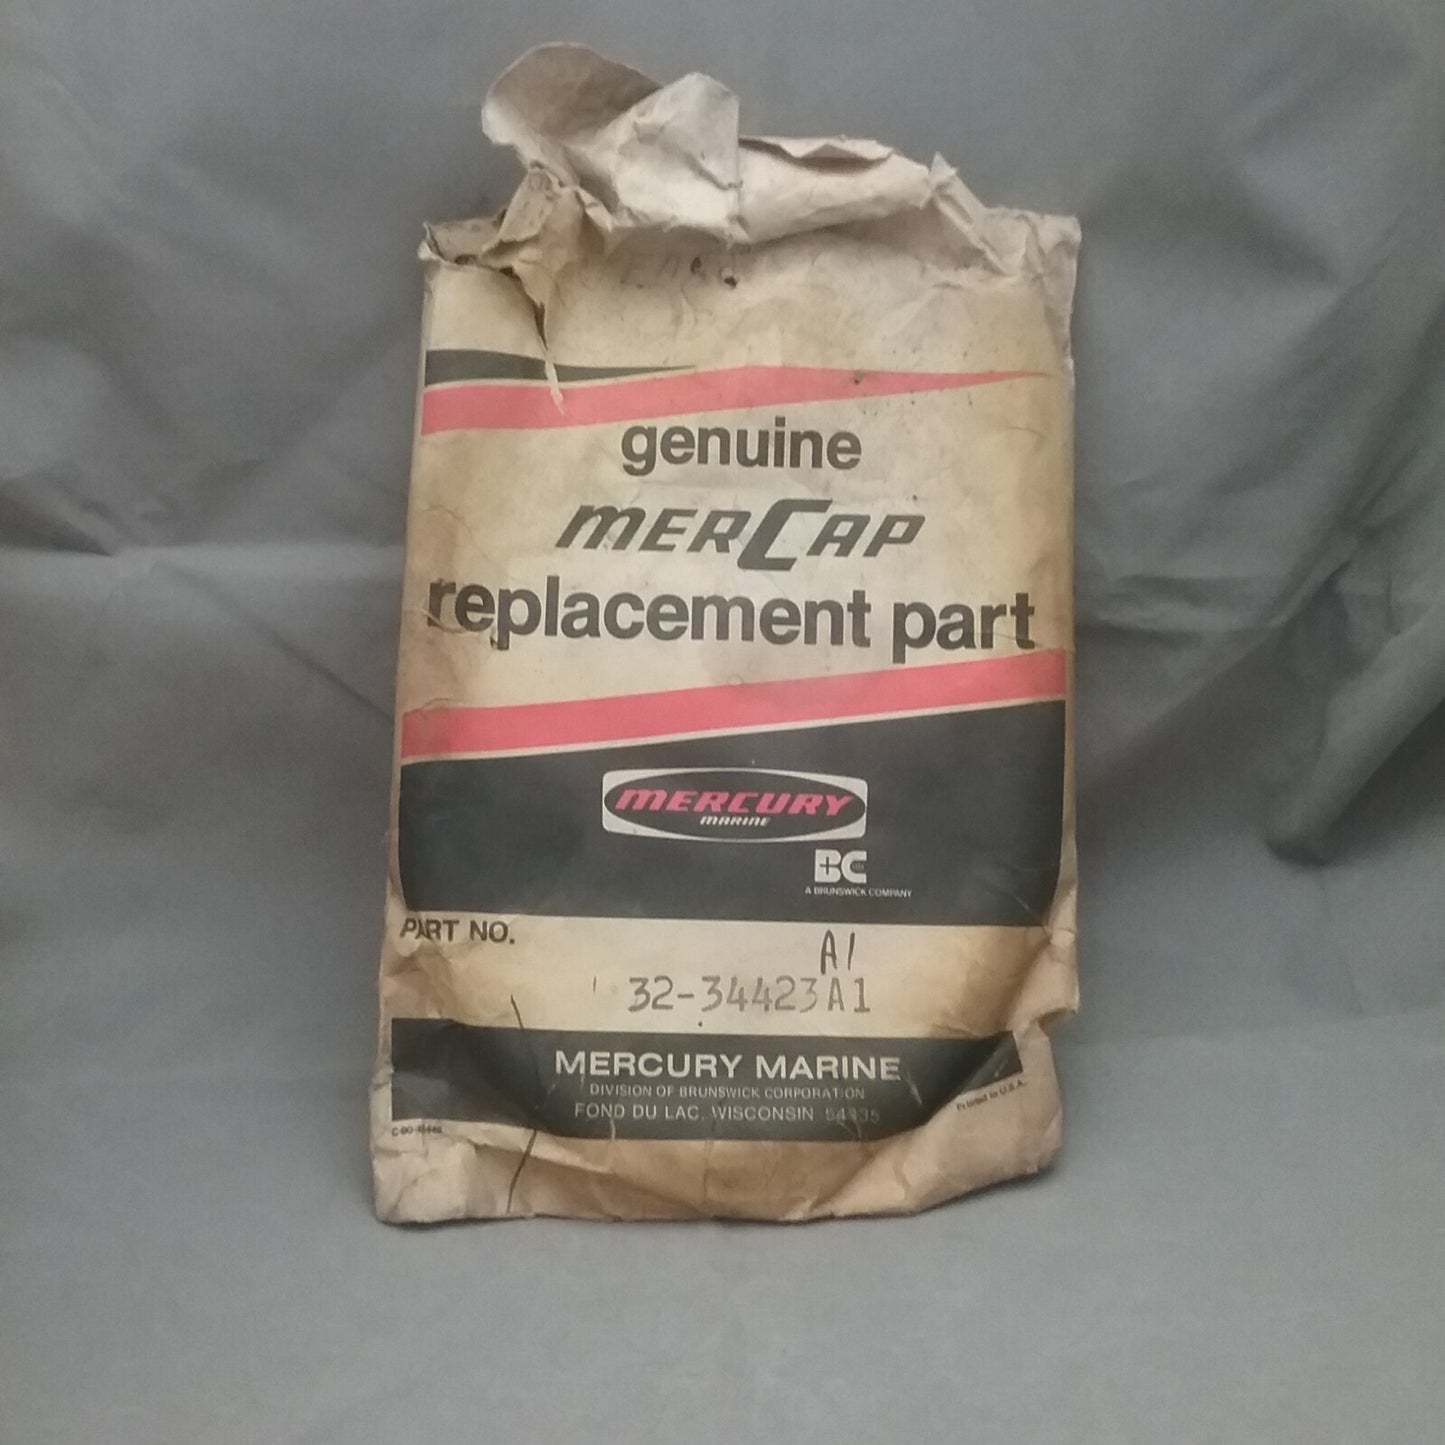 genuine
MERCAP
replacement part
MERCURY
MARINE
BC
A BRUNSWICK COMPANY
PART NO.
A1
32-34423A1
MERCURY MARINE
DIVISION OF BRUNSWICK CORPORATION
FOND DU LAC, WISCONSIN 54935
Printed in U.S.A.